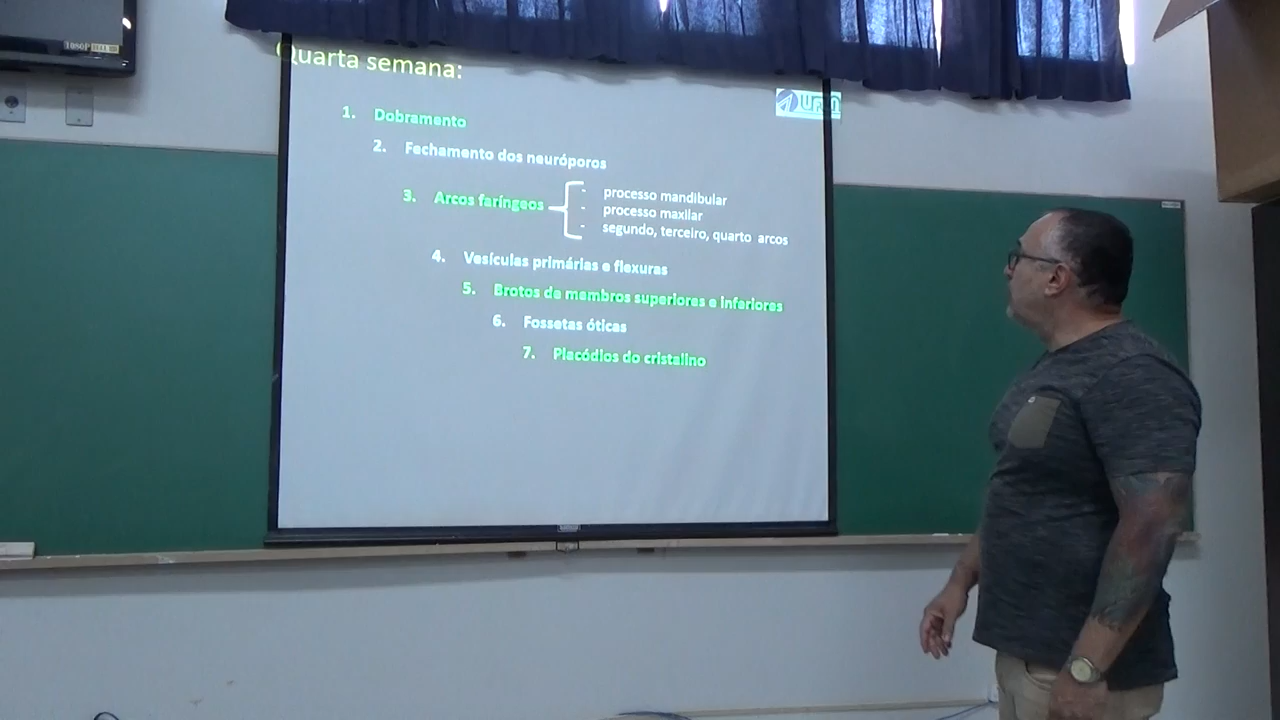 Quarta semana:
1. Dobramento
2. Fechamento dos neuróporos
3. Arcos faríngeos
- processo mandibular
- processo maxilar
- segundo, terceiro, quarto arcos
4. Vesículas primárias e flexuras
5. Brotos de membros superiores e inferiores
6. Fossetas óticas
7. Placódios do cristalino
1080P